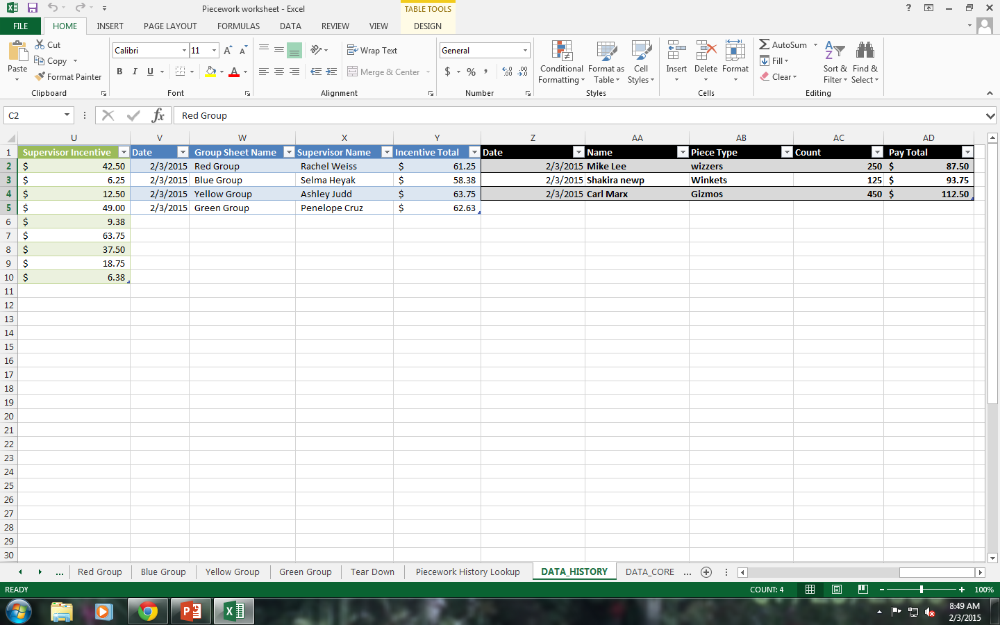 Piecework worksheet - Excel
TABLE TOOLS
?
FILE HOME INSERT PAGE LAYOUT FORMULAS DATA REVIEW VIEW DESIGN
Paste
Cut
Copy
Format Painter
Clipboard
Calibri 11
B I U A
Font
Wrap Text
Merge & Center
Alignment
General
$ % ,
Number
Conditional Formatting
Format as Table
Cell Styles
Styles
Insert Delete Format
Cells
AutoSum
Fill
Clear
Sort & Filter
Find & Select
Editing
C2 fx Red Group
U V W X Y Z AA AB AC AD
1 Supervisor Incentive Date Group Sheet Name Supervisor Name Incentive Total Date Name Piece Type Count Pay Total
2 $ 42.50 2/3/2015 Red Group Rachel Weiss $ 61.25 2/3/2015 Mike Lee wizzers 250 $ 87.50
3 $ 6.25 2/3/2015 Blue Group Selma Heyak $ 58.38 2/3/2015 Shakira newp Winkets 125 $ 93.75
4 $ 12.50 2/3/2015 Yellow Group Ashley Judd $ 63.75 2/3/2015 Carl Marx Gizmos 450 $ 112.50
5 $ 49.00 2/3/2015 Green Group Penelope Cruz $ 62.63
6 $ 9.38
7 $ 63.75
8 $ 37.50
9 $ 18.75
10 $ 6.38
11
12
13
14
15
16
17
18
19
20
21
22
23
24
25
26
27
28
29
30
... Red Group Blue Group Yellow Group Green Group Tear Down Piecework History Lookup DATA_HISTORY DATA_CORE ...
READY COUNT: 4 100%
8:49 AM
2/3/2015